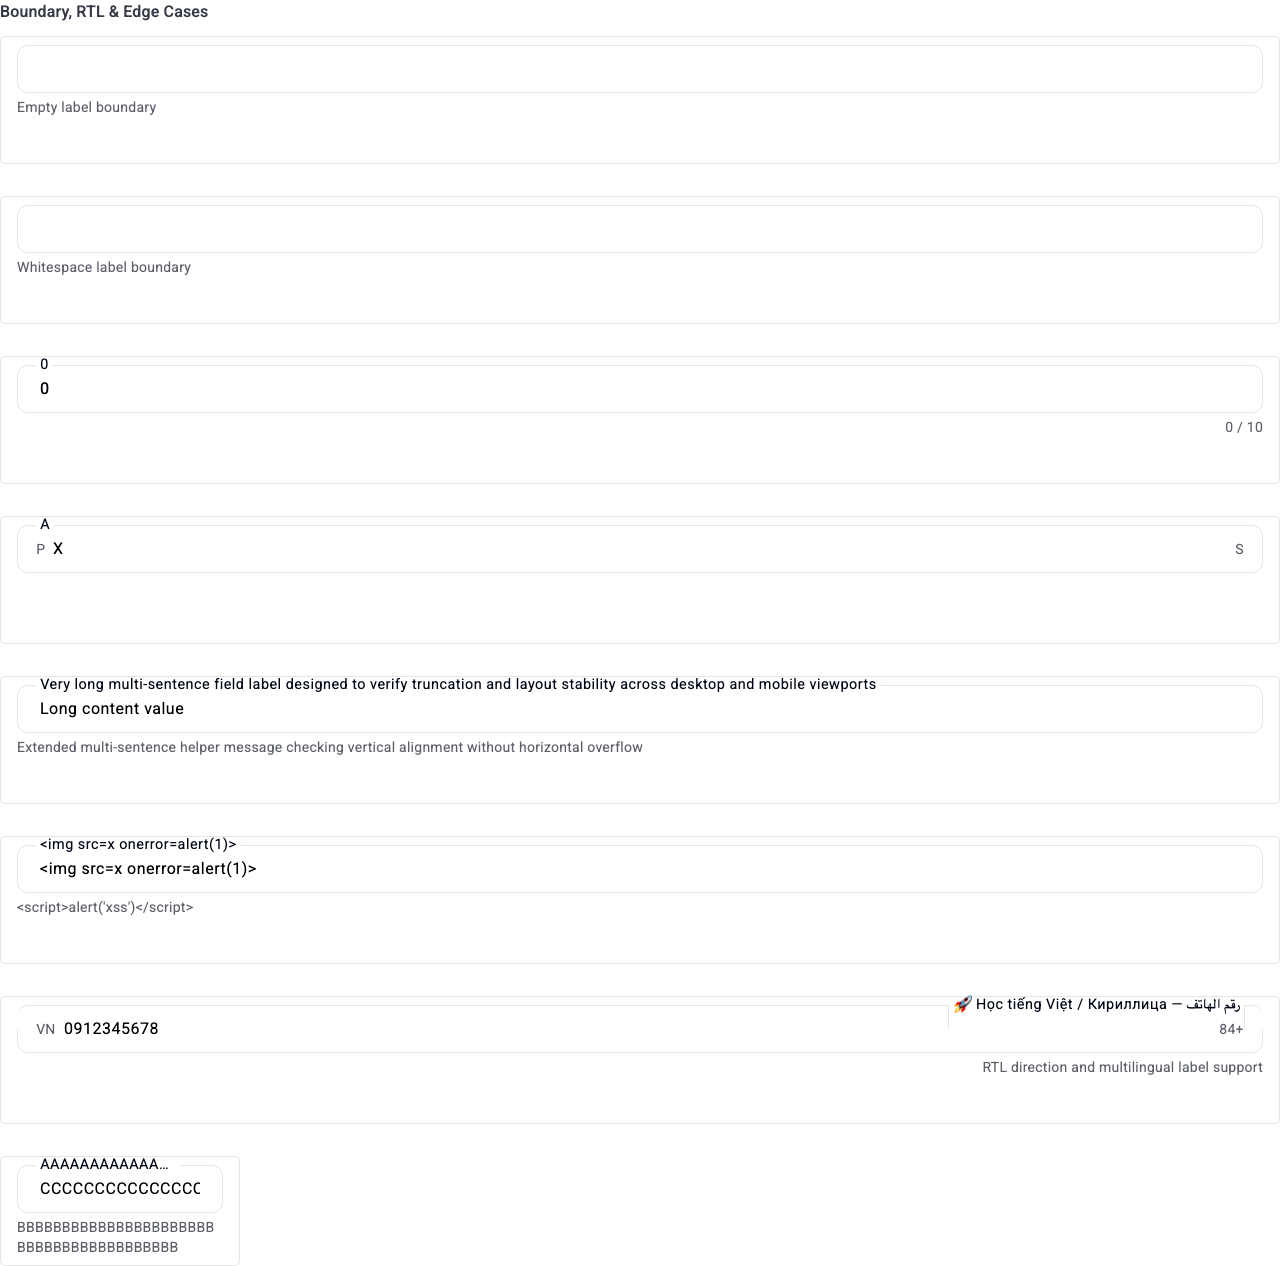 Boundary, RTL & Edge Cases
Empty label boundary
Whitespace label boundary
0
0
0 / 10
A
P X S
Very long multi-sentence field label designed to verify truncation and layout stability across desktop and mobile viewports
Long content value
Extended multi-sentence helper message checking vertical alignment without horizontal overflow
<img src=x onerror=alert(1)>
<img src=x onerror=alert(1)>
<script>alert('xss')</script>
🚀 Học tiếng Việt / Кириллица — رقم الهاتف
VN 0912345678 84+
RTL direction and multilingual label support
AAAAAAAAAAAA...
CCCCCCCCCCCCCCC
BBBBBBBBBBBBBBBBBBBBBB
BBBBBBBBBBBBBBBBBB